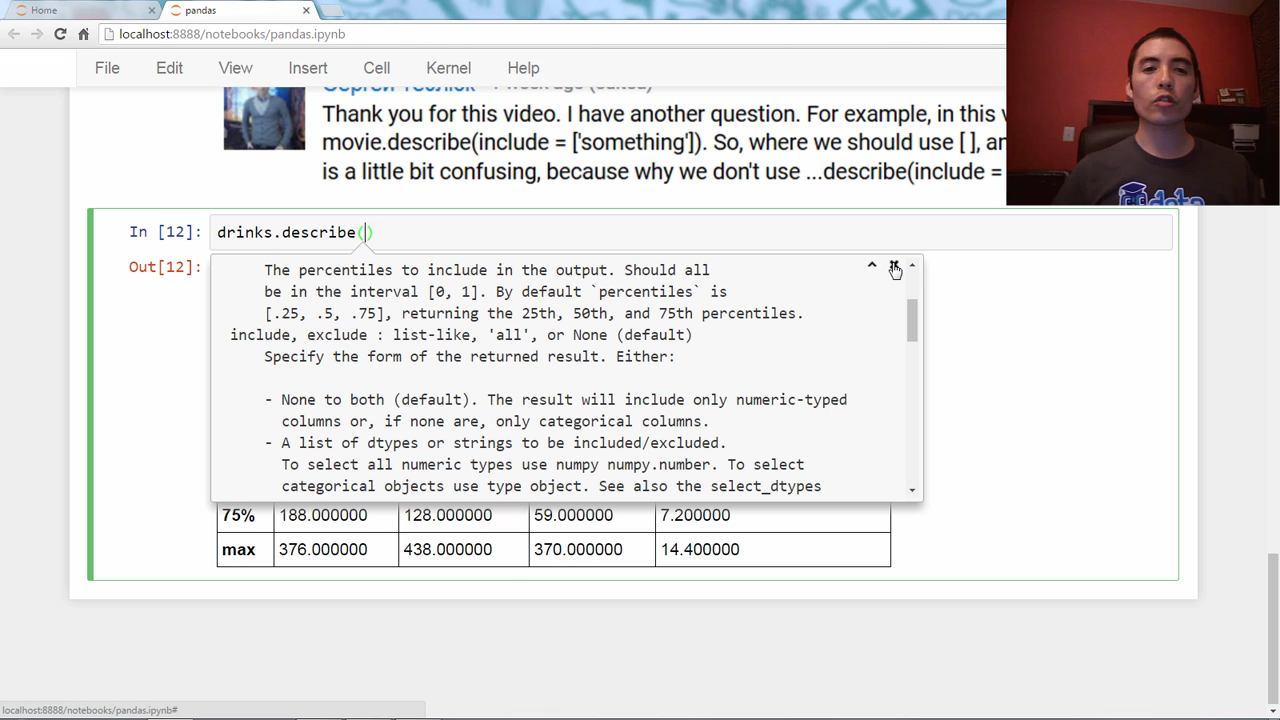 Home
pandas
localhost:8888/notebooks/pandas.ipynb
File Edit View Insert Cell Kernel Help
Thank you for this video. I have another question. For example, in this
movie.describe(include = ['something']). So, where we should use [ ],
is a little bit confusing, because why we don't use ...describe(include =
In [12]: drinks.describe()
Out[12]:
The percentiles to include in the output. Should all
be in the interval [0, 1]. By default `percentiles` is
[.25, .5, .75], returning the 25th, 50th, and 75th percentiles.
include, exclude : list-like, 'all', or None (default)
Specify the form of the returned result. Either:
- None to both (default). The result will include only numeric-typed
columns or, if none are, only categorical columns.
- A list of dtypes or strings to be included/excluded.
To select all numeric types use numpy numpy.number. To select
categorical objects use type object. See also the select_dtypes
75% 188.000000 128.000000 59.000000 7.200000
max 376.000000 438.000000 370.000000 14.400000
localhost:8888/notebooks/pandas.ipynb#